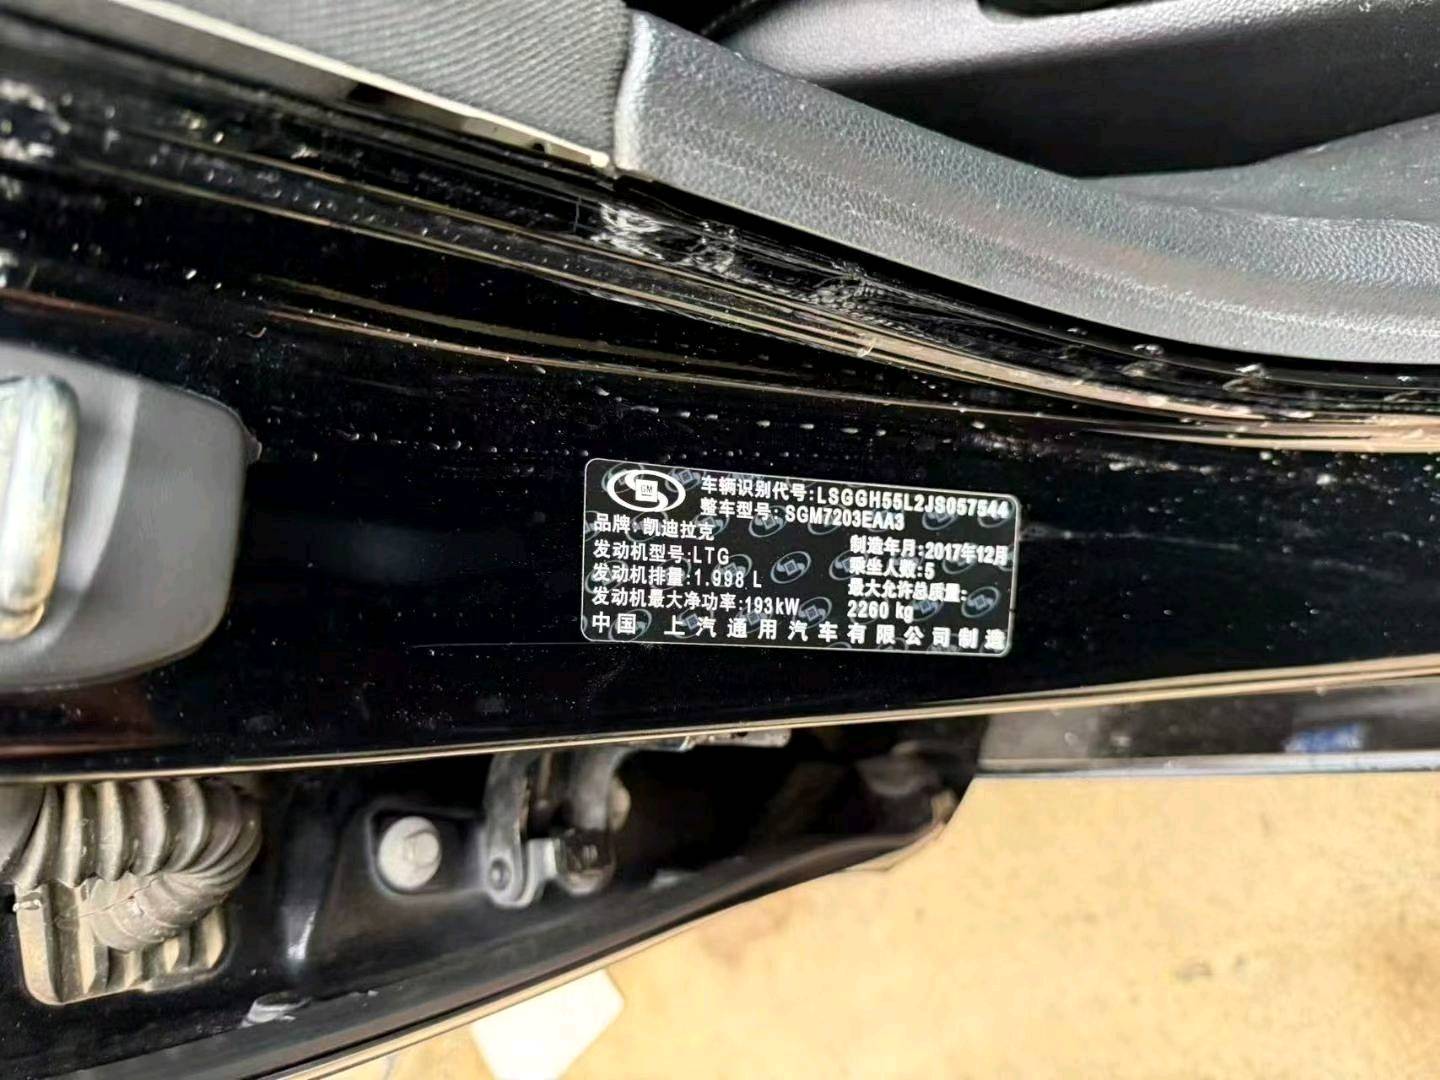 GM
车辆识别代号:LSGGH55L2JS057544
整车型号:SGM7203EAA3
品牌:凯迪拉克
发动机型号:LTG
制造年月:2017年12月
发动机排量:1.998 L
乘坐人数:5
发动机最大净功率:193kW
最大允许总质量:
2260 kg
中国 上汽通用汽车有限公司制造